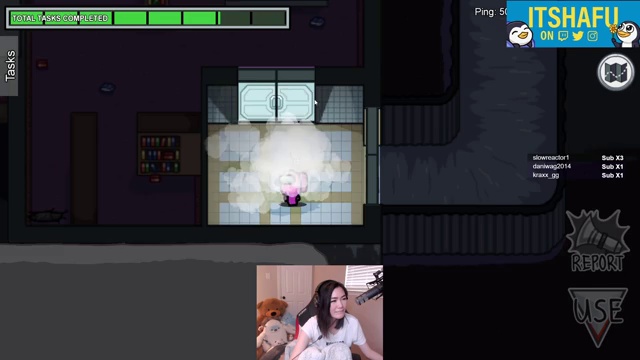 TOTAL TASKS COMPLETED
Ping: 50
ITSHAFU
ON
Tasks
slowreactor1 Sub X3
daniwag2014 Sub X1
kraxx_gg Sub X1
REPORT
USE